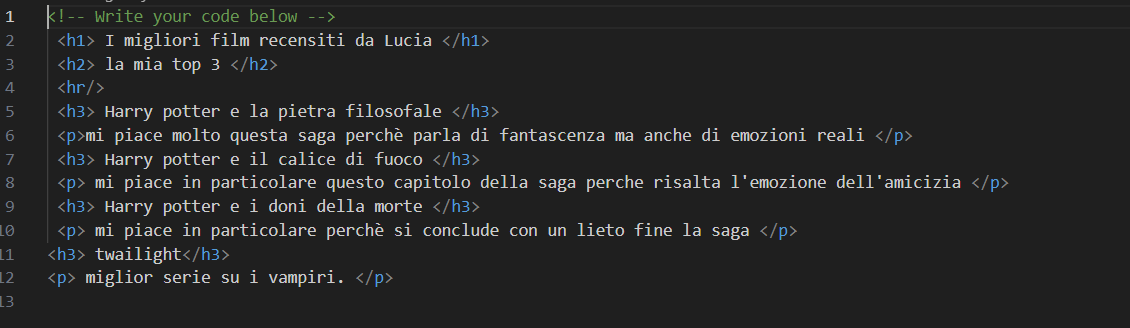 1 <!-- Write your code below -->
2 <h1> I migliori film recensiti da Lucia </h1>
3 <h2> la mia top 3 </h2>
4 <hr/>
5 <h3> Harry potter e la pietra filosofale </h3>
6 <p>mi piace molto questa saga perchè parla di fantascenza ma anche di emozioni reali </p>
7 <h3> Harry potter e il calice di fuoco </h3>
8 <p> mi piace in particolare questo capitolo della saga perche risalta l'emozione dell'amicizia </p>
9 <h3> Harry potter e i doni della morte </h3>
10 <p> mi piace in particolare perchè si conclude con un lieto fine la saga </p>
11 <h3> twailight</h3>
12 <p> miglior serie su i vampiri. </p>
13